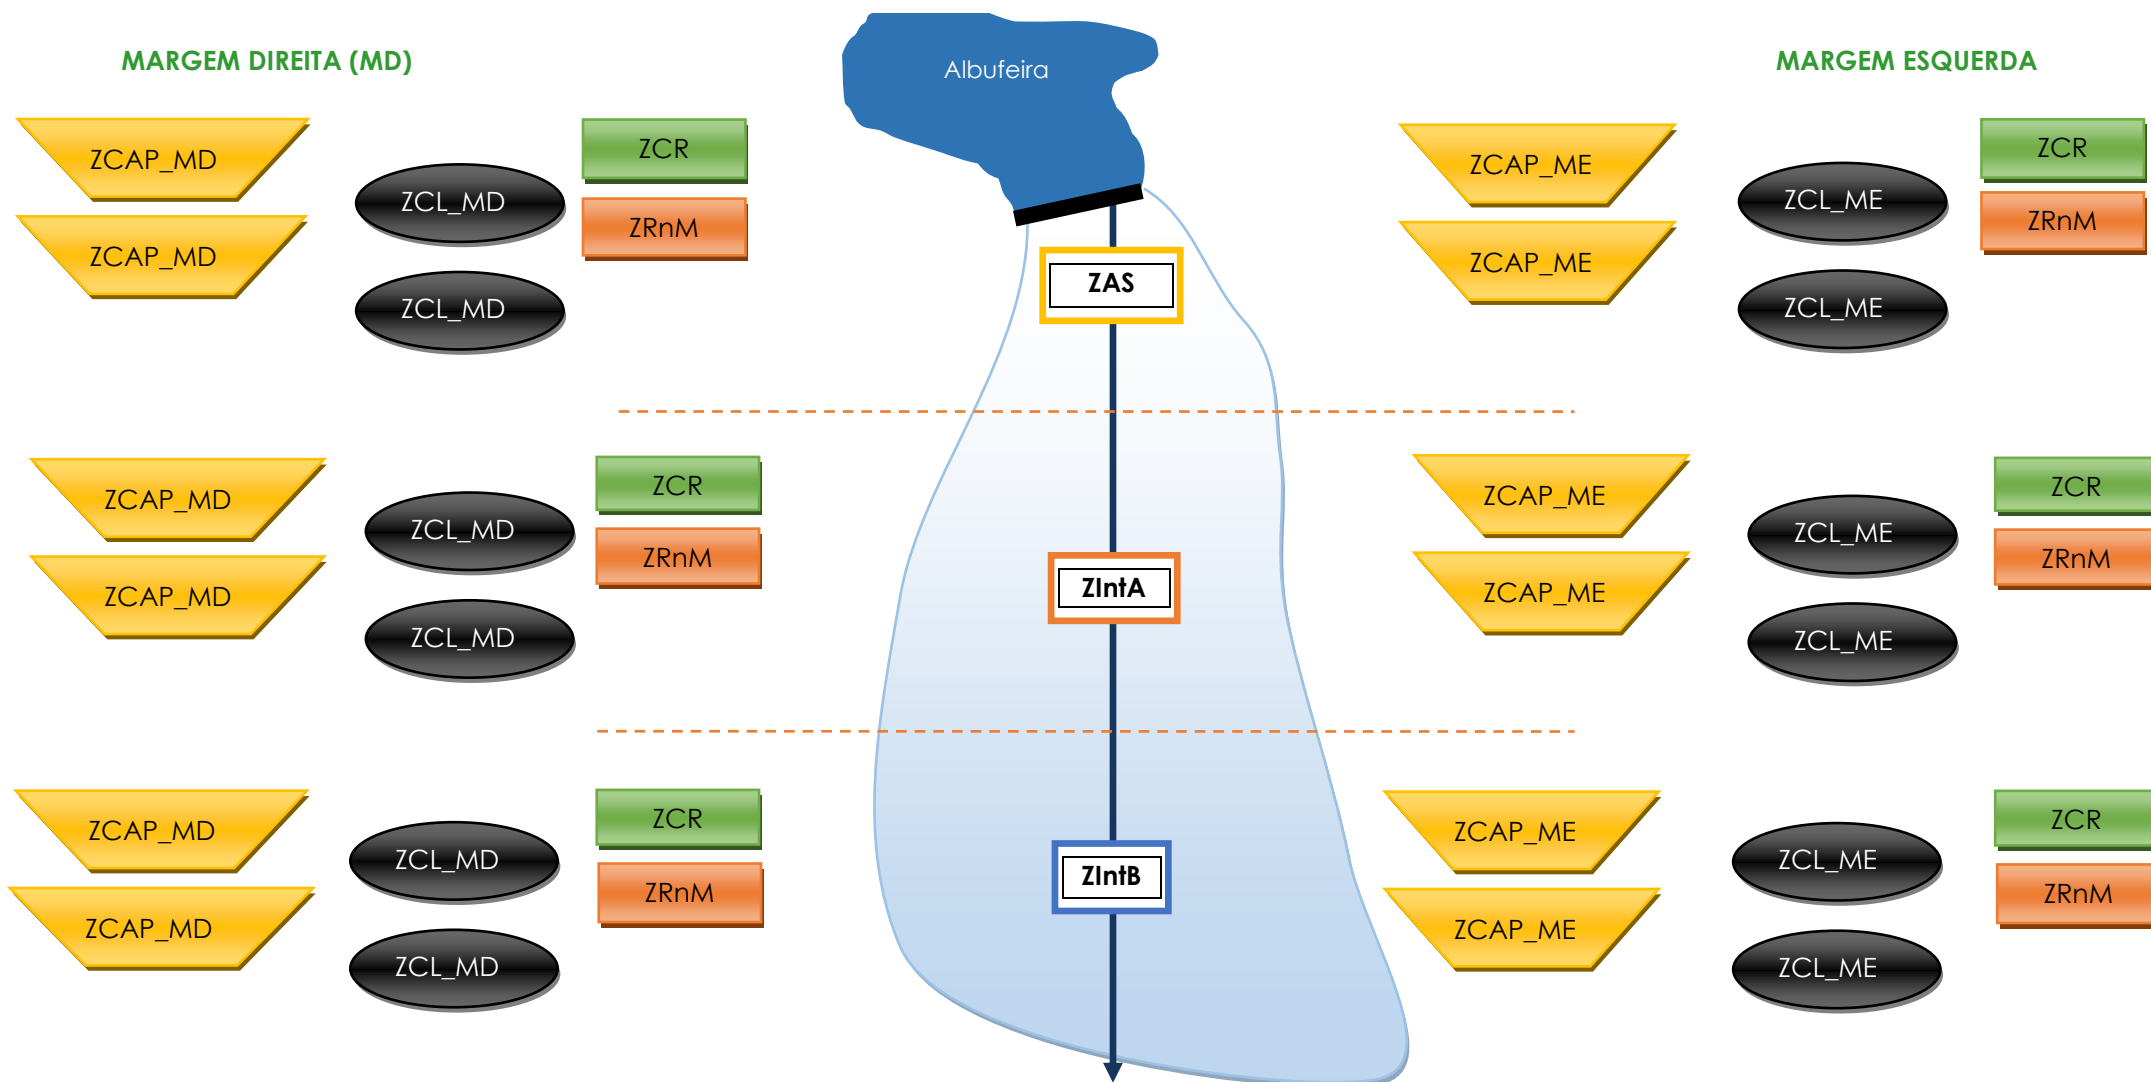 MARGEM DIREITA (MD)
Albufeira
MARGEM ESQUERDA
ZCAP_MD
ZCL_MD
ZCR
ZRnM
ZCAP_MD
ZCL_MD
ZAS
ZCAP_ME
ZCL_ME
ZCR
ZRnM
ZCAP_ME
ZCL_ME
ZCAP_MD
ZCL_MD
ZCR
ZRnM
ZCAP_MD
ZCL_MD
ZIntA
ZCAP_ME
ZCL_ME
ZCR
ZRnM
ZCAP_ME
ZCL_ME
ZCAP_MD
ZCL_MD
ZCR
ZRnM
ZCAP_MD
ZCL_MD
ZIntB
ZCAP_ME
ZCL_ME
ZCR
ZRnM
ZCAP_ME
ZCL_ME